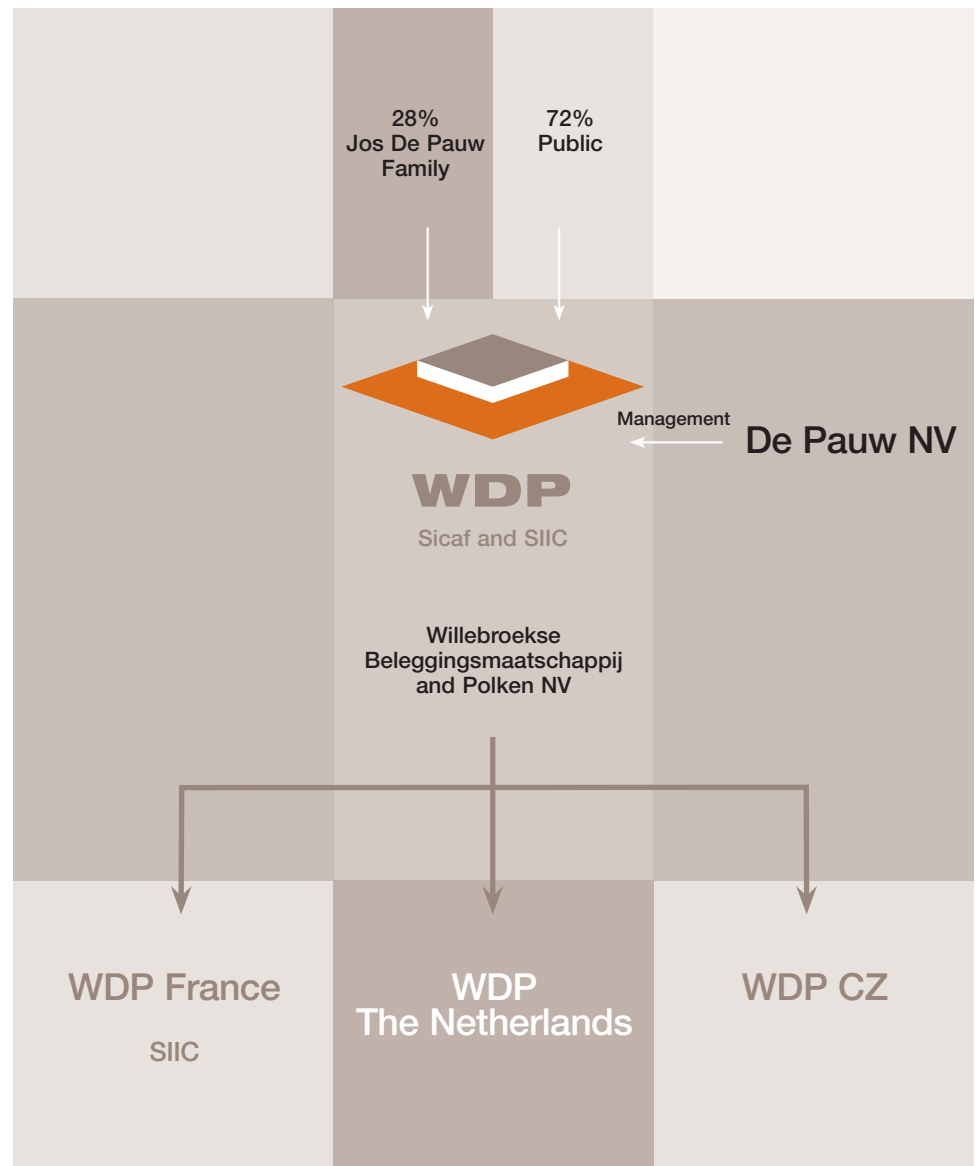 28%
Jos De Pauw
Family
72%
Public
Management
De Pauw NV
WDP
Sicaf and SIIC
Willebroekse
Beleggingsmaatschappij
and Polken NV
WDP France
SIIC
WDP
The Netherlands
WDP CZ